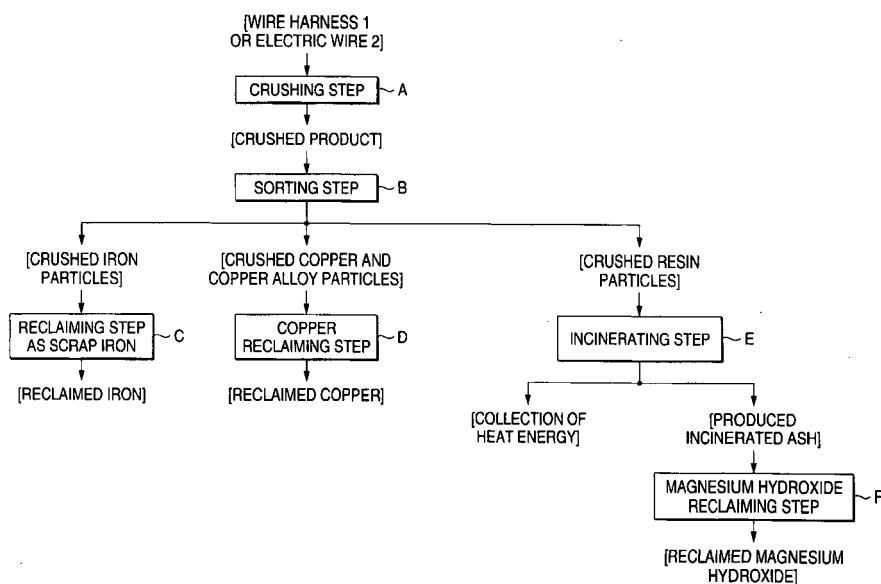 [WIRE HARNESS 1
OR ELECTRIC WIRE 2]
CRUSHING STEP
A
[CRUSHED PRODUCT]
SORTING STEP
B
[CRUSHED IRON
PARTICLES]
[CRUSHED COPPER AND
COPPER ALLOY PARTICLES]
[CRUSHED RESIN
PARTICLES]
RECLAIMING STEP
AS SCRAP IRON
C
COPPER
RECLAIMING STEP
D
INCINERATING STEP
E
[RECLAIMED IRON]
[RECLAIMED COPPER]
[COLLECTION OF
HEAT ENERGY]
[PRODUCED
INCINERATED ASH]
MAGNESIUM HYDROXIDE
RECLAIMING STEP
F
[RECLAIMED MAGNESIUM
HYDROXIDE]